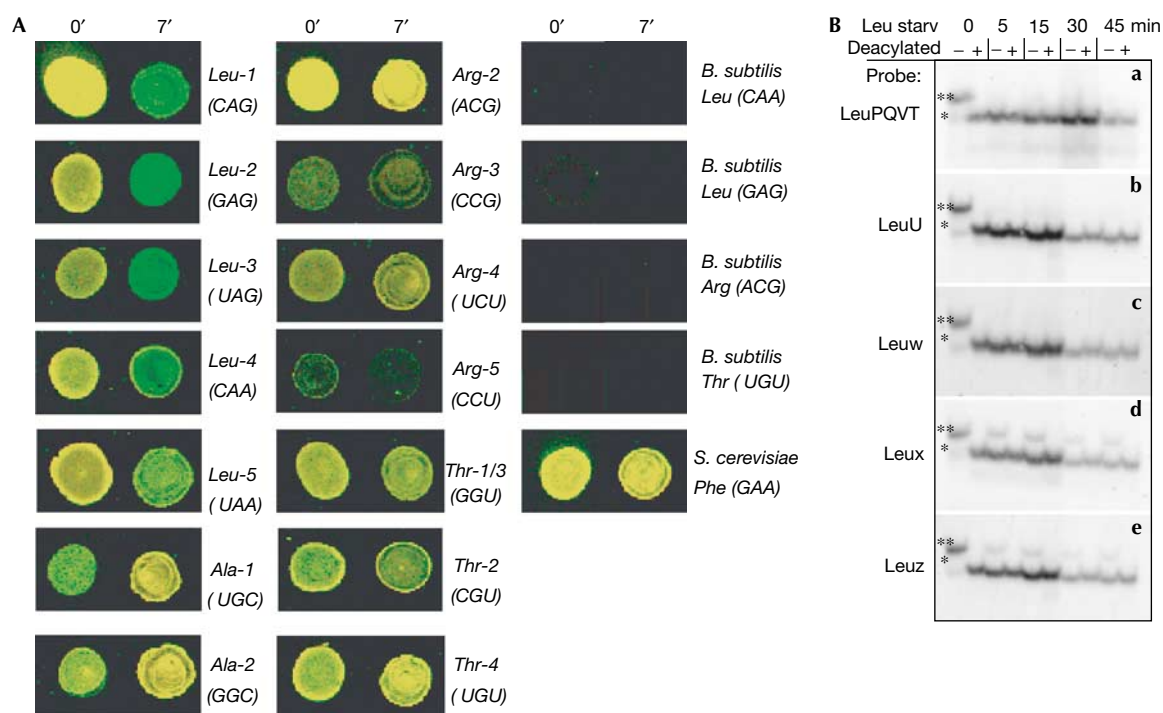 A
0′ 7′ 0′ 7′ 0′ 7′
Leu-1
(CAG)
Leu-2
(GAG)
Leu-3
( UAG)
Leu-4
(CAA)
Leu-5
( UAA)
Ala-1
( UGC)
Ala-2
(GGC)
Arg-2
(ACG)
Arg-3
(CCG)
Arg-4
( UCU)
Arg-5
(CCU)
Thr-1/3
(GGU)
Thr-2
(CGU)
Thr-4
( UGU)
B. subtilis
Leu (CAA)
B. subtilis
Leu (GAG)
B. subtilis
Arg (ACG)
B. subtilis
Thr ( UGU)
S. cerevisiae
Phe (GAA)
B Leu starv 0 5 15 30 45 min
Deacylated − + − + − + − + − +
Probe:
a
**
LeuPQVT *
b
**
LeuU *
c
**
Leuw *
d
**
Leux *
e
**
Leuz *